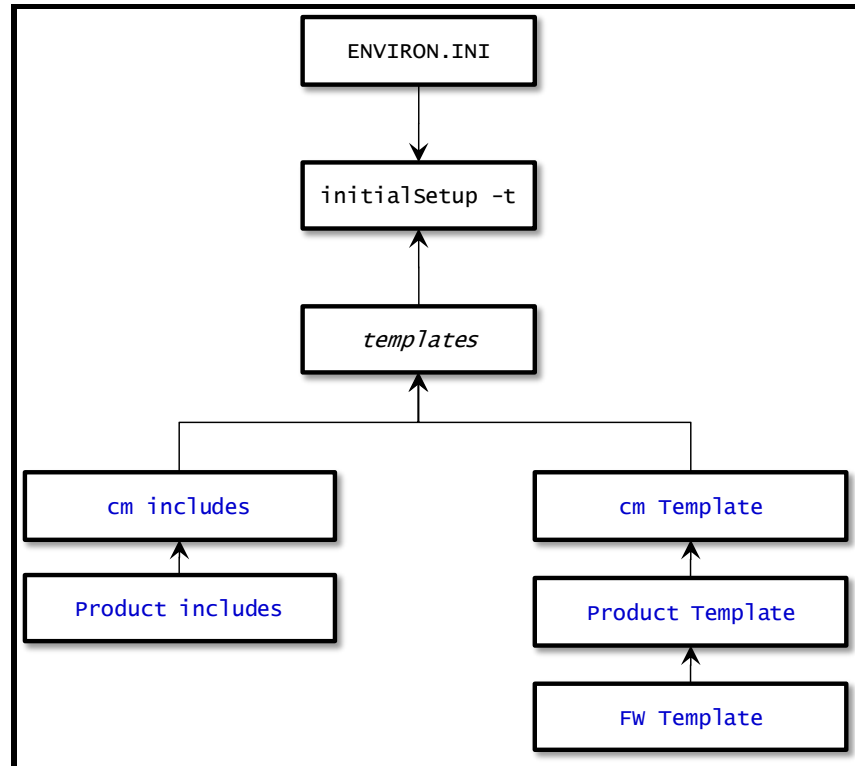 ENVIRON.INI
initialSetup -t
templates
cm includes
cm Template
Product includes
Product Template
FW Template